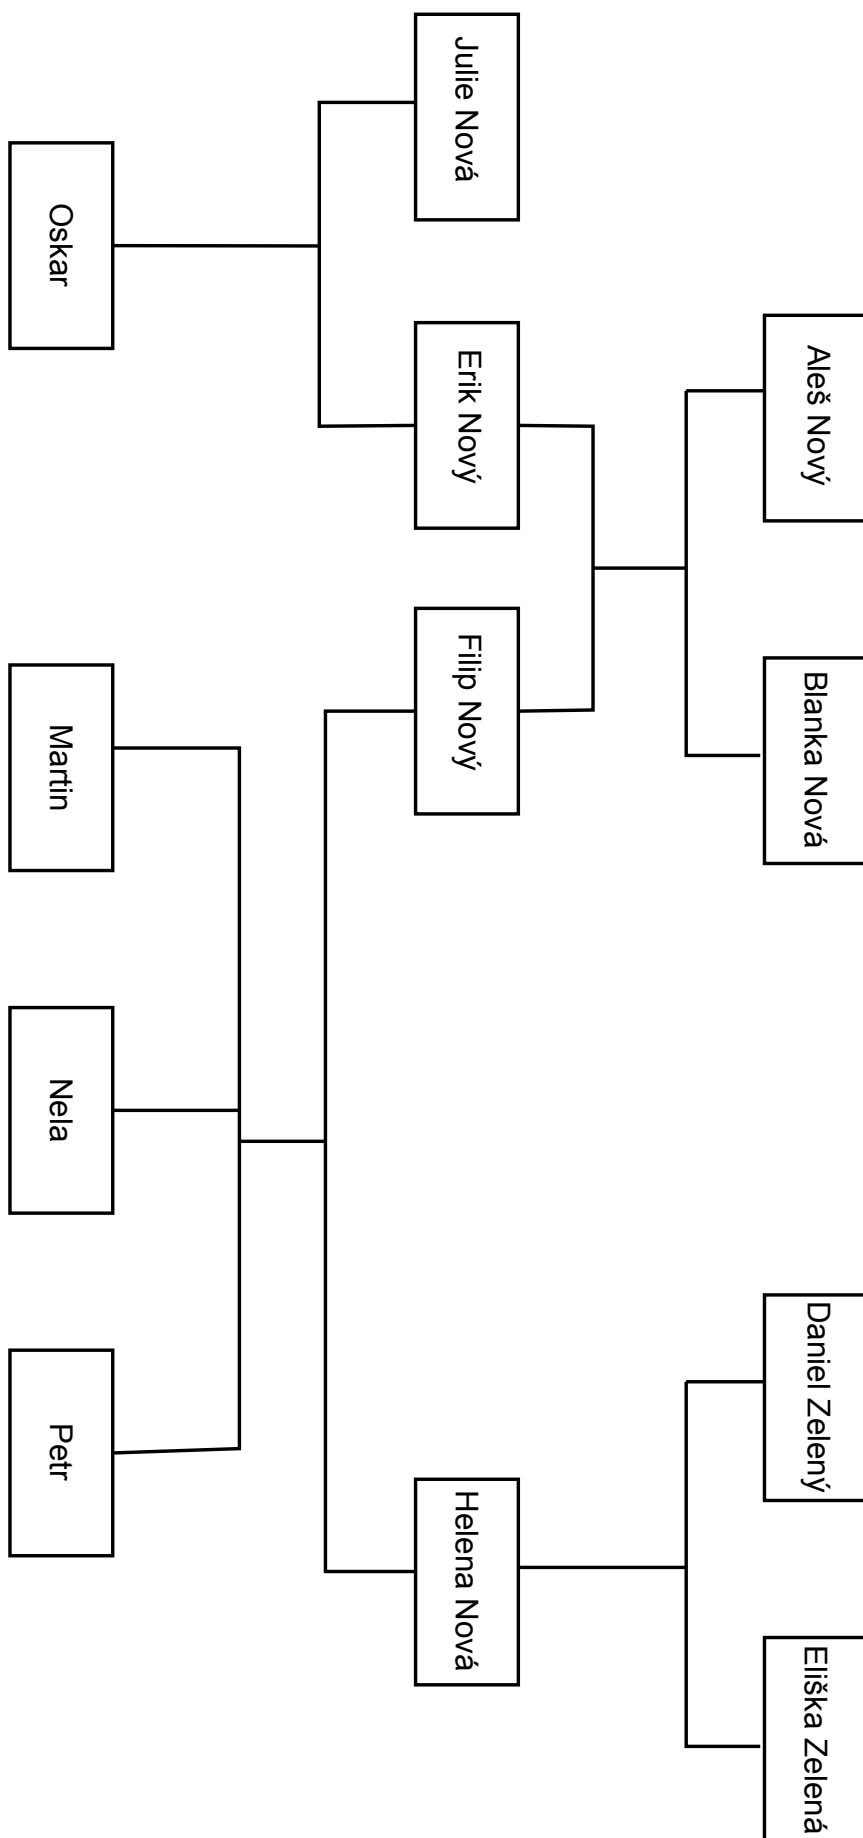 Aleš Nový
Blanka Nová
Daniel Zelený
Eliška Zelená
Julie Nová
Erik Nový
Filip Nový
Helena Nová
Oskar
Martin
Nela
Petr